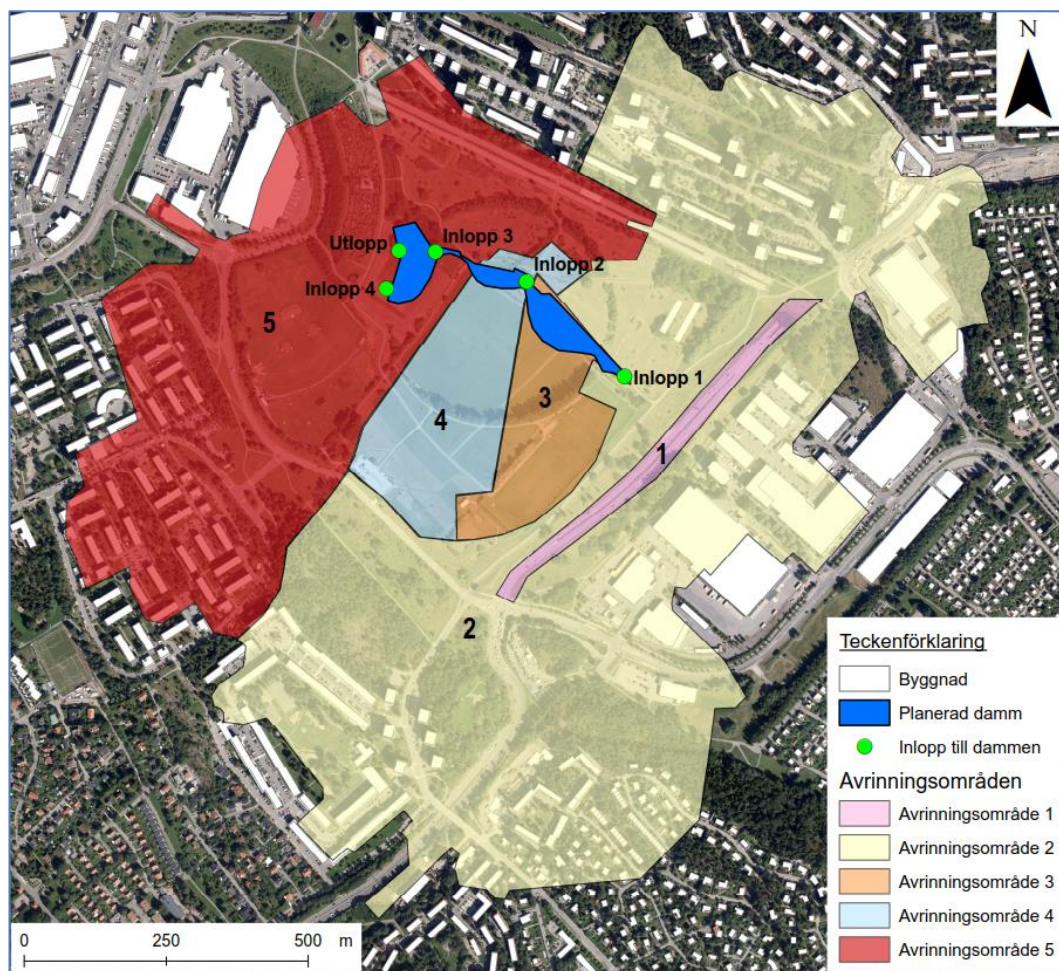 N
Utlopp
Inlopp 3
Inlopp 2
Inlopp 4
5
Inlopp 1
3
4
1
2
Teckenförklaring
Byggnad
Planerad damm
Inlopp till dammen
Avrinningsområden
Avrinningsområde 1
Avrinningsområde 2
Avrinningsområde 3
Avrinningsområde 4
Avrinningsområde 5
0 250 500 m